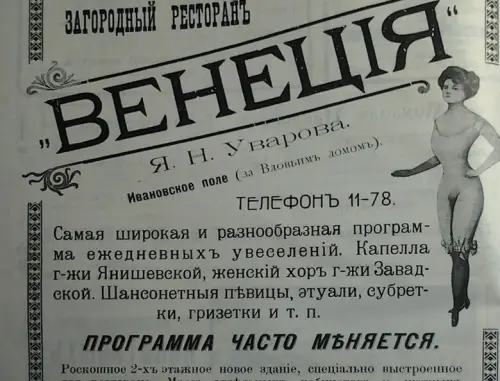 ЗАГОРОДНЫЙ РЕСТОРАНЪ
„ВЕНЕЦІЯ“
Я. Н. Уварова.
Ивановское поле (за Вдовьимъ домомъ).
ТЕЛЕФОНЪ 11-78.
Самая широкая и разнообразная програм-
ма ежедневныхъ увеселеній. Капелла
г-жи Янишевской, женскій хоръ г-жи Завад-
ской. Шансонетныя пѣвицы, этуали, субрет-
ки, гризетки и т. п.
ПРОГРАММА ЧАСТО МѢНЯЕТСЯ.
Роскошное 2-хъ этажное новое зданіе, спеціально выстроенное